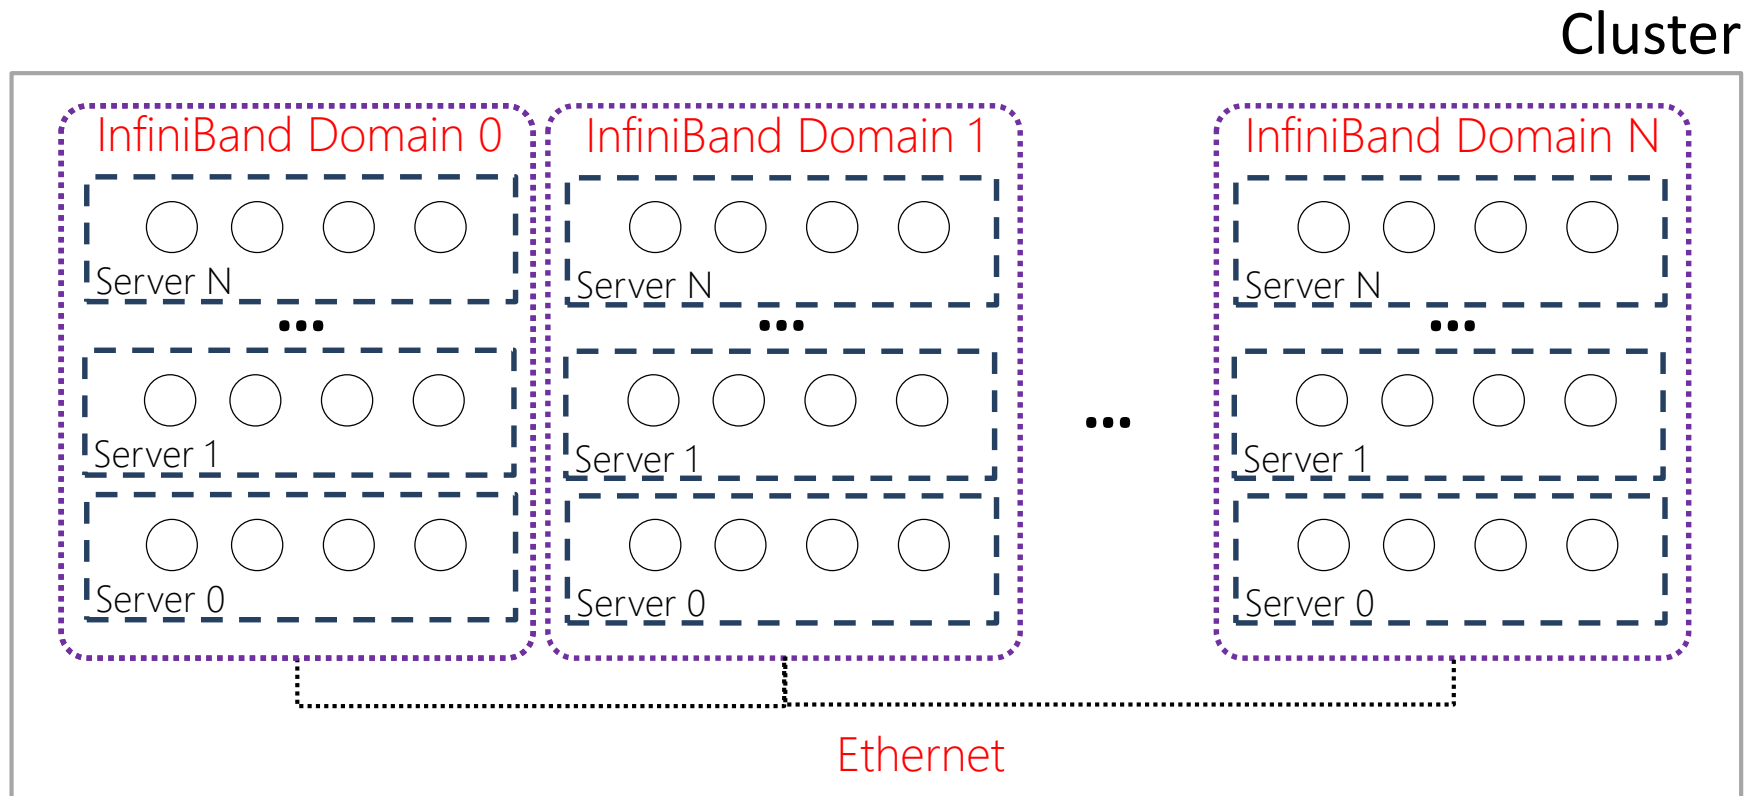 Cluster
InfiniBand Domain 0
Server N
...
Server 1
Server 0
InfiniBand Domain 1
Server N
...
Server 1
Server 0
...
InfiniBand Domain N
Server N
...
Server 1
Server 0
Ethernet